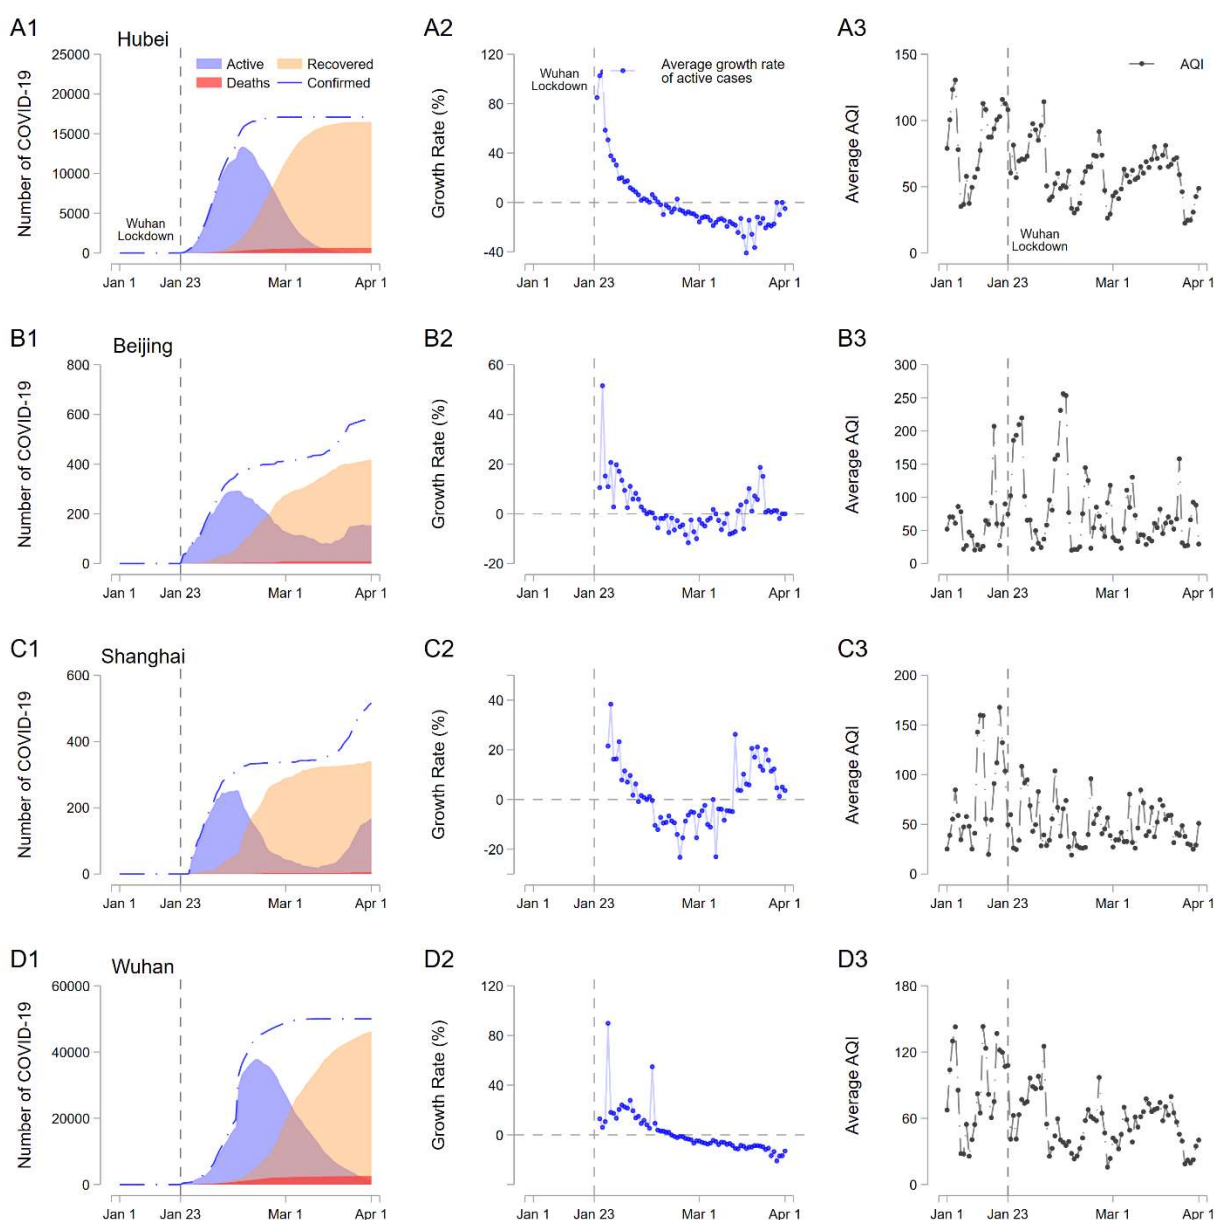 A1
Hubei
Number of COVID-19
25000
20000
15000
10000
5000
0
Active
Recovered
Deaths
Confirmed
Wuhan
Lockdown
Jan 1
Jan 23
Mar 1
Apr 1
A2
Growth Rate (%)
120
80
40
0
-40
Wuhan
Lockdown
Average growth rate
of active cases
Jan 1
Jan 23
Mar 1
Apr 1
A3
Average AQI
150
100
50
0
AQI
Wuhan
Lockdown
Jan 1
Jan 23
Mar 1
Apr 1
B1
Beijing
Number of COVID-19
800
600
400
200
0
Jan 1
Jan 23
Mar 1
Apr 1
B2
Growth Rate (%)
60
40
20
0
-20
Jan 1
Jan 23
Mar 1
Apr 1
B3
Average AQI
300
250
200
150
100
50
0
Jan 1
Jan 23
Mar 1
Apr 1
C1
Shanghai
Number of COVID-19
600
400
200
0
Jan 1
Jan 23
Mar 1
Apr 1
C2
Growth Rate (%)
40
20
0
-20
Jan 1
Jan 23
Mar 1
Apr 1
C3
Average AQI
200
150
100
50
0
Jan 1
Jan 23
Mar 1
Apr 1
D1
Wuhan
Number of COVID-19
60000
40000
20000
0
Jan 1
Jan 23
Mar 1
Apr 1
D2
Growth Rate (%)
120
80
40
0
Jan 1
Jan 23
Mar 1
Apr 1
D3
Average AQI
180
120
60
0
Jan 1
Jan 23
Mar 1
Apr 1